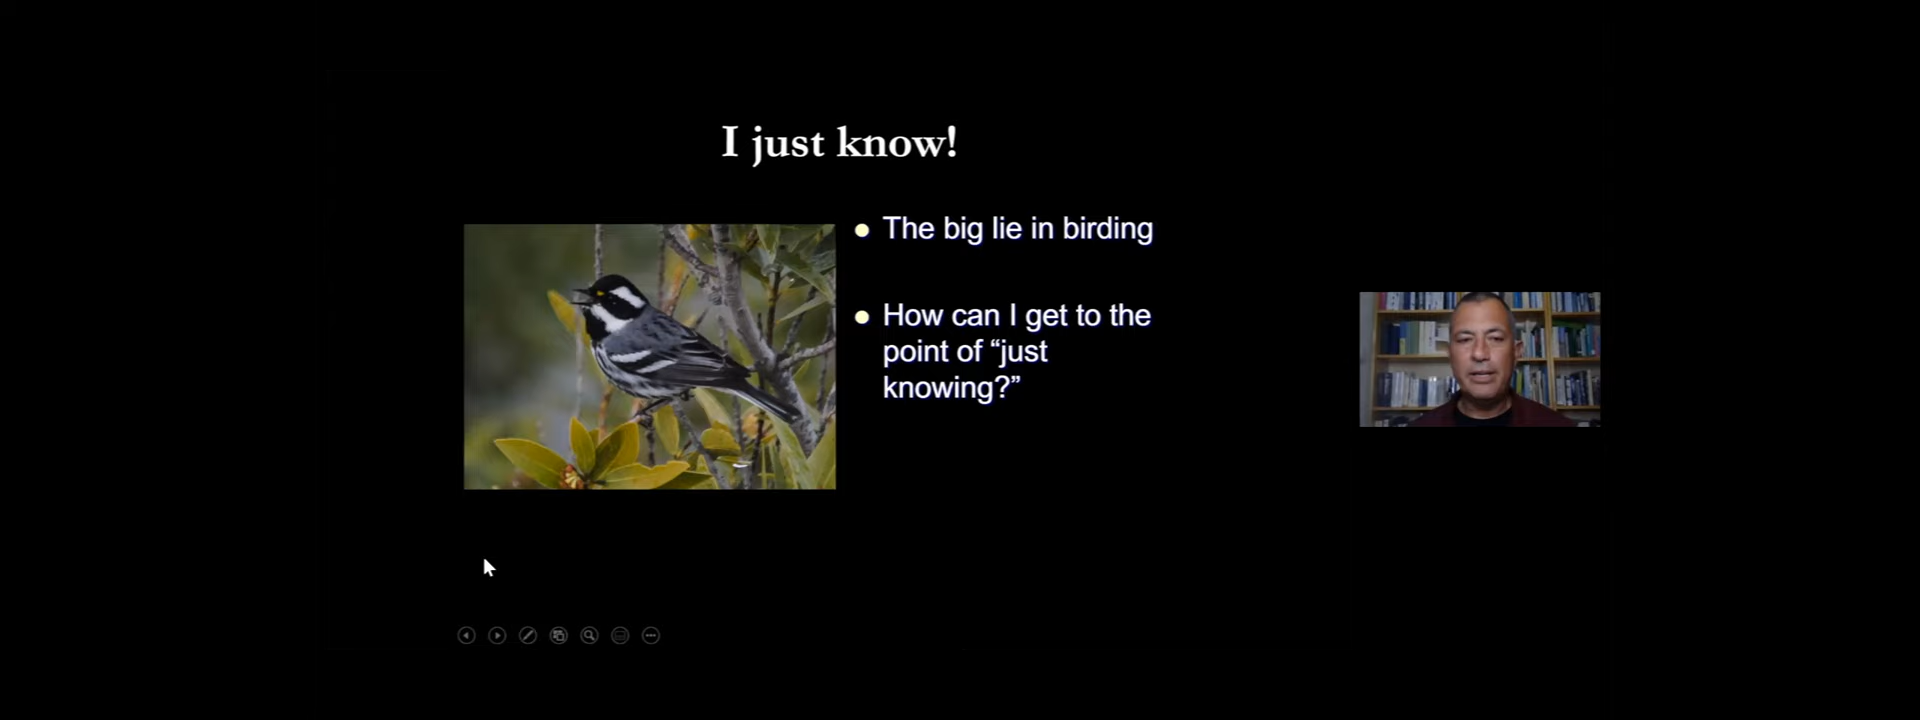 I just know!
The big lie in birding
How can I get to the
point of “just
knowing?”